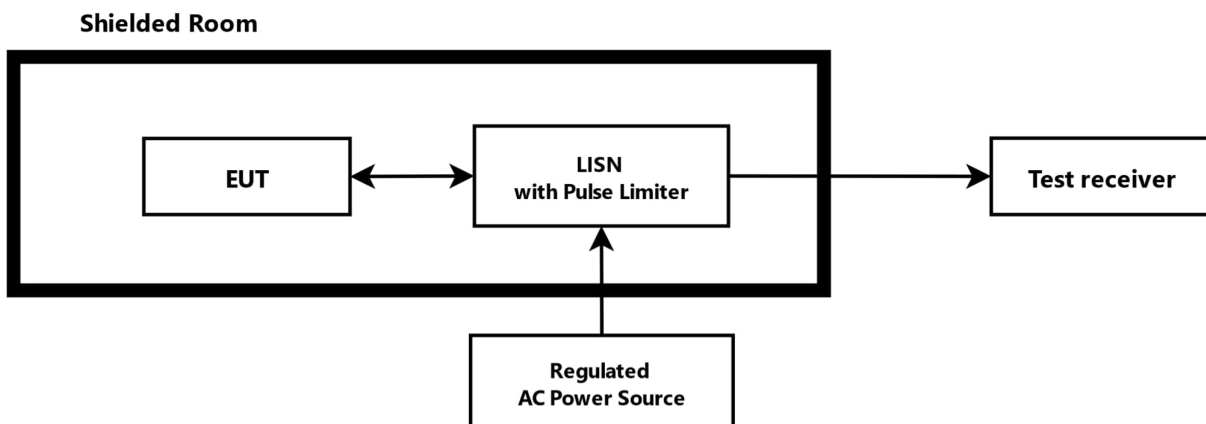 Shielded Room
EUT
LISN
with Pulse Limiter
Test receiver
Regulated
AC Power Source